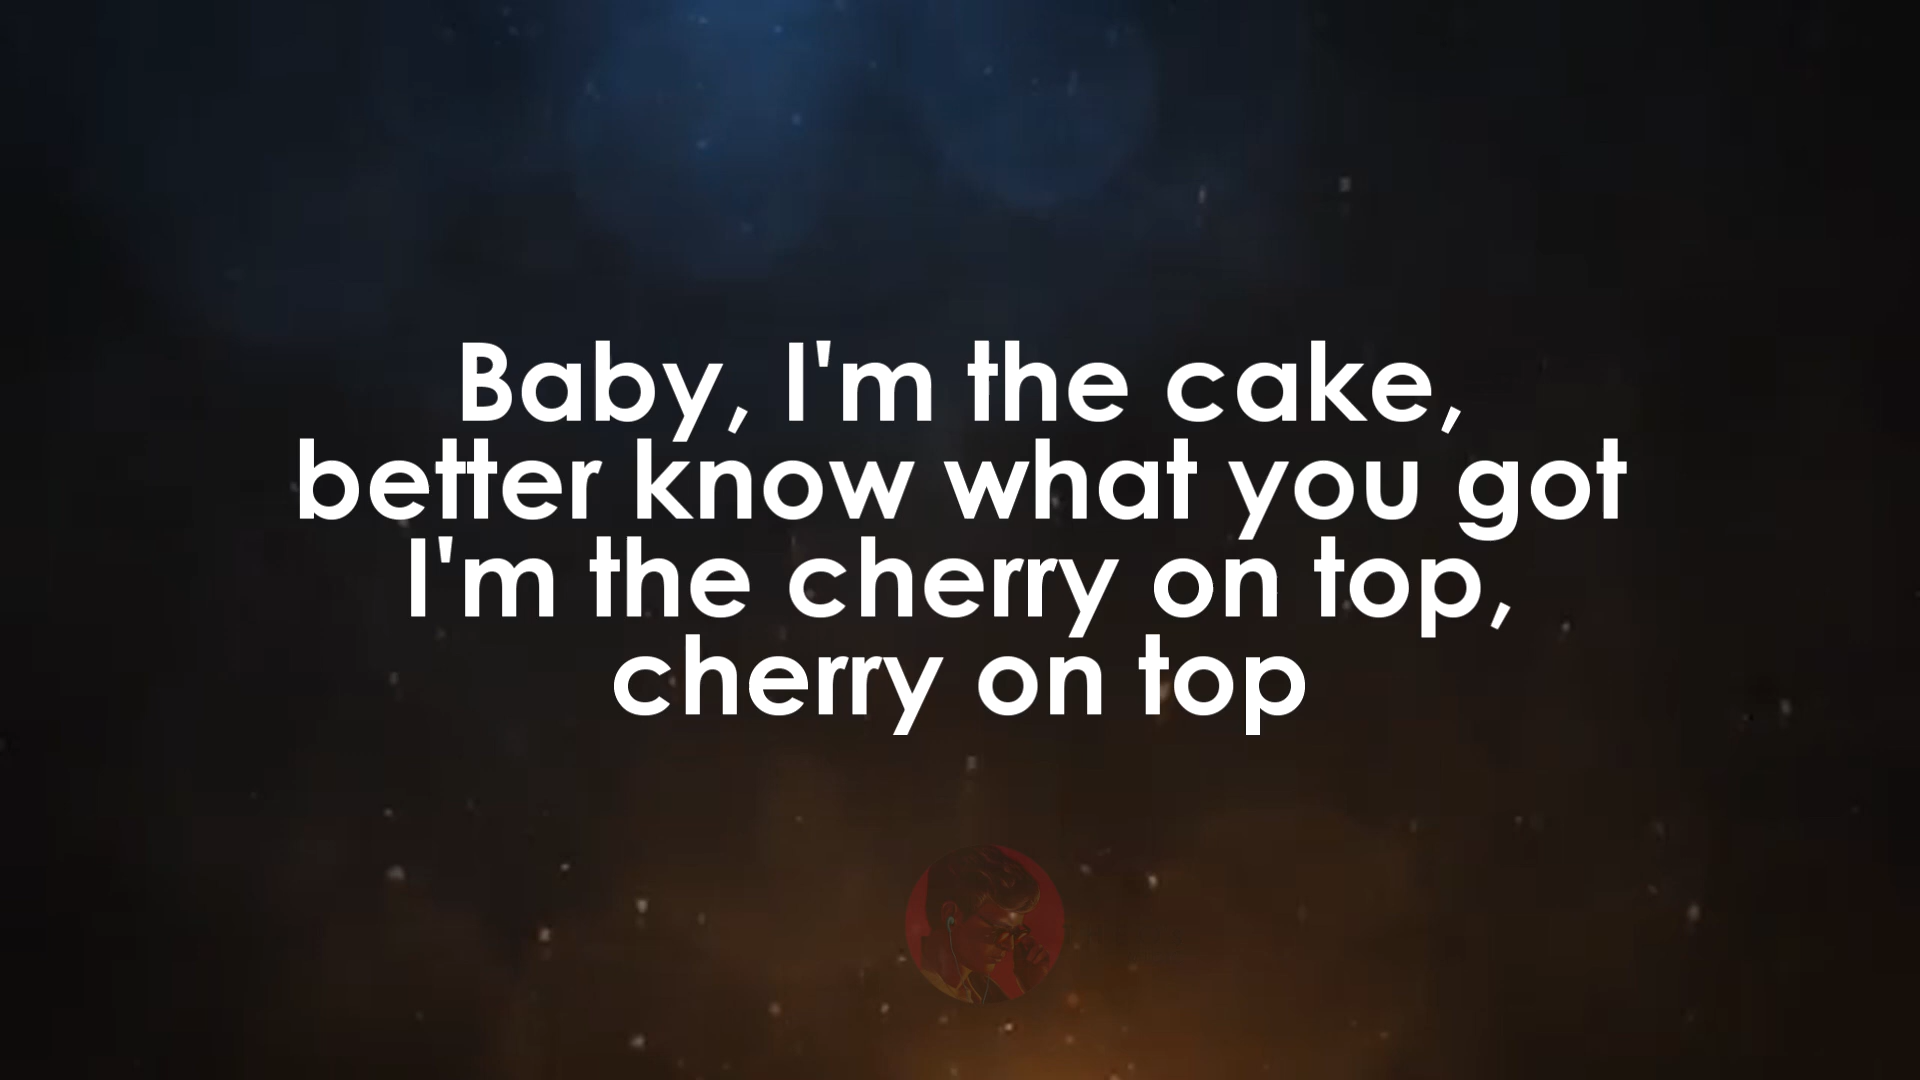 Baby, I'm the cake,
better know what you got
I'm the cherry on top,
cherry on top